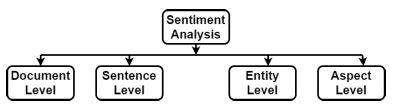 Sentiment
Analysis
Document
Level
Sentence
Level
Entity
Level
Aspect
Level